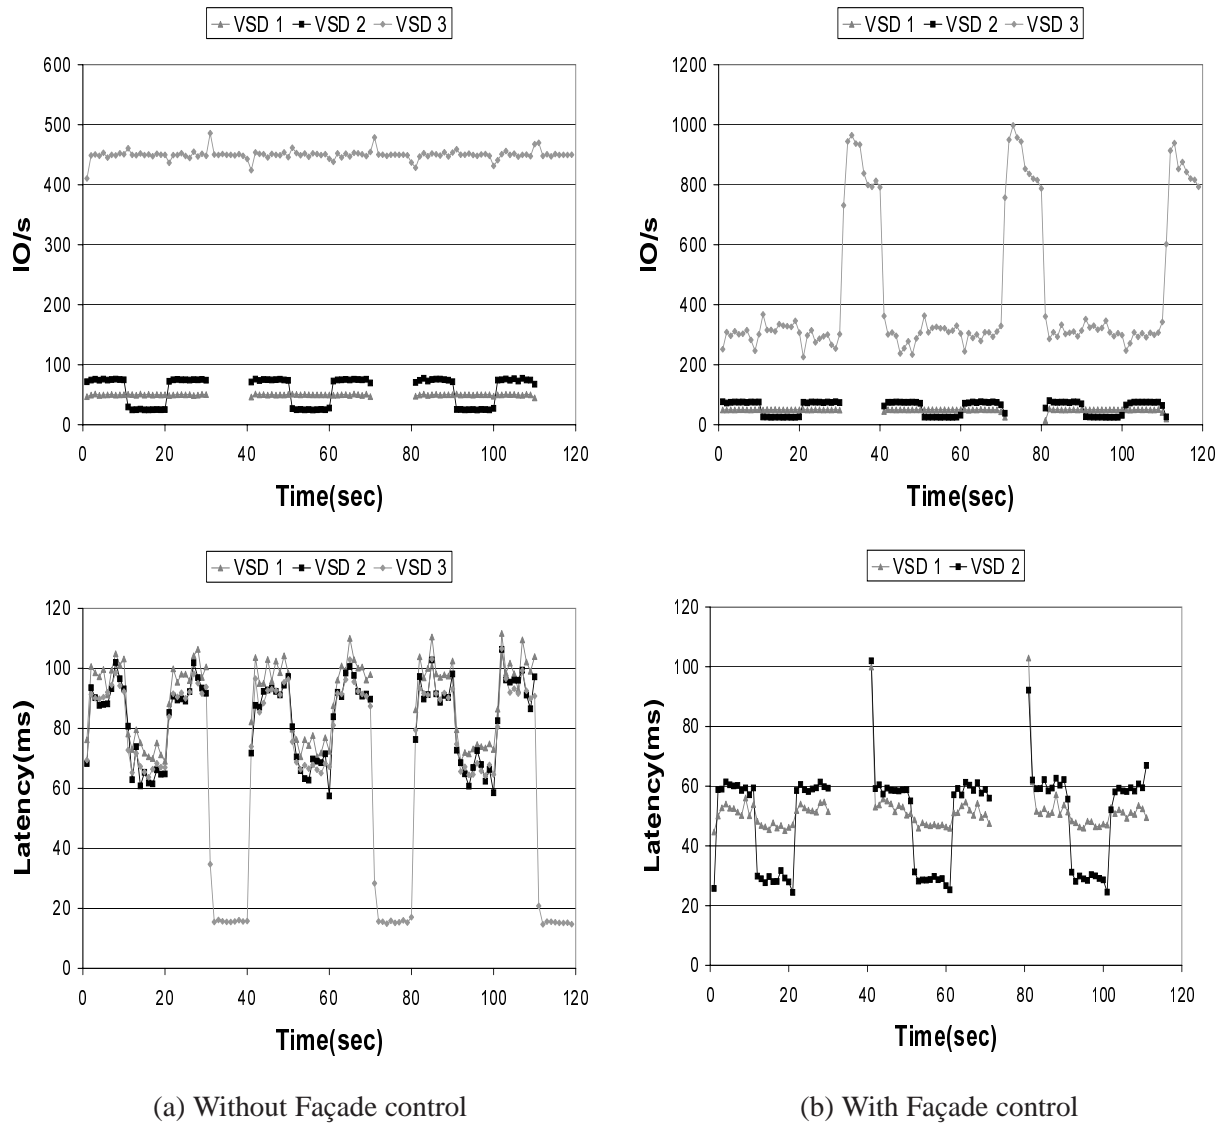 VSD 1 VSD 2 VSD 3
600
500
400
300
200
100
0
IO/s
0 20 40 60 80 100 120
Time(sec)
VSD 1 VSD 2 VSD 3
1200
1000
800
600
400
200
0
IO/s
0 20 40 60 80 100 120
Time(sec)
VSD 1 VSD 2 VSD 3
120
100
80
60
40
20
0
Latency(ms)
0 20 40 60 80 100 120
Time(sec)
VSD 1 VSD 2
120
100
80
60
40
20
0
Latency(ms)
0 20 40 60 80 100 120
Time(sec)
(a) Without Façade control
(b) With Façade control